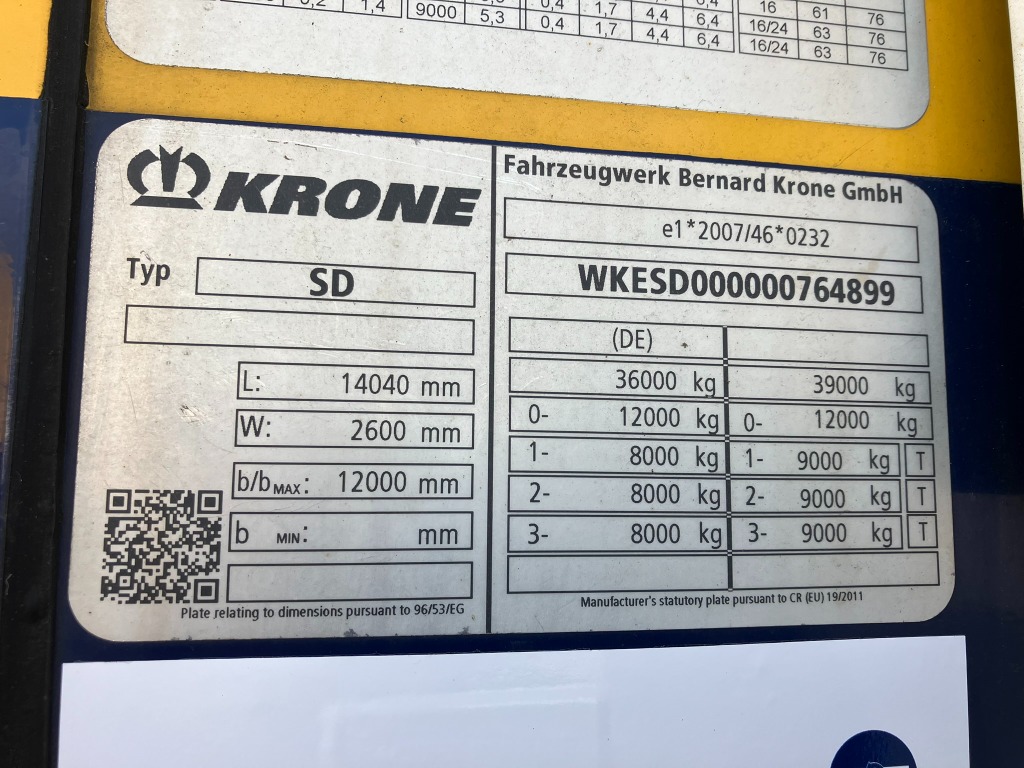 0,2 1,4 9000 5,3 0,4 1,7 4,4 6,4 16 61 76
0,4 1,7 4,4 6,4 16/24 63 76
16/24 63 76
KRONE
Typ SD
L: 14040 mm
W: 2600 mm
b/b MAX: 12000 mm
b MIN: mm
Plate relating to dimensions pursuant to 96/53/EG
Fahrzeugwerk Bernard Krone GmbH
e1*2007/46*0232
WKESD000000764899
(DE)
36000 kg 39000 kg
0- 12000 kg 0- 12000 kg
1- 8000 kg 1- 9000 kg T
2- 8000 kg 2- 9000 kg T
3- 8000 kg 3- 9000 kg T
Manufacturer's statutory plate pursuant to CR (EU) 19/2011